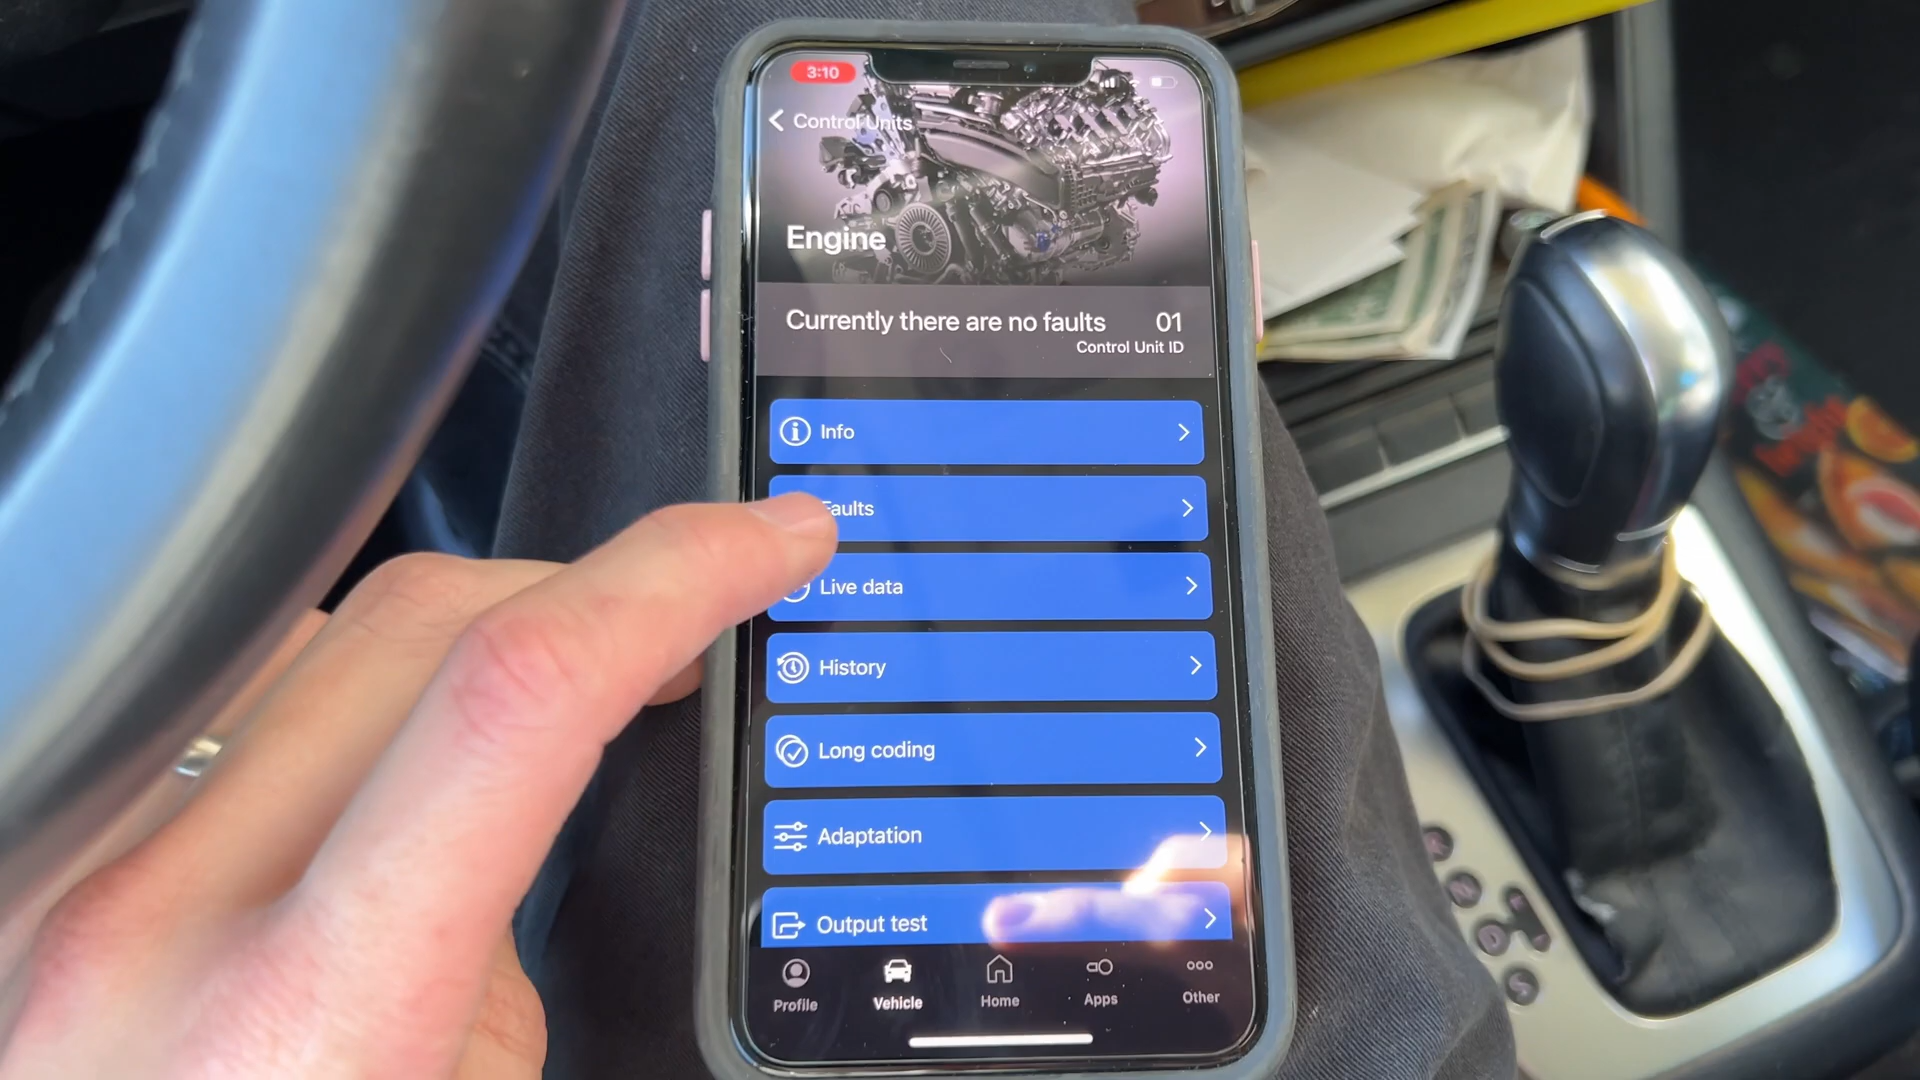 3:10
Control Units
Engine
Currently there are no faults
01
Control Unit ID
Info
Faults
Live data
History
Long coding
Adaptation
Output test
Profile
Vehicle
Home
Apps
Other
D
S